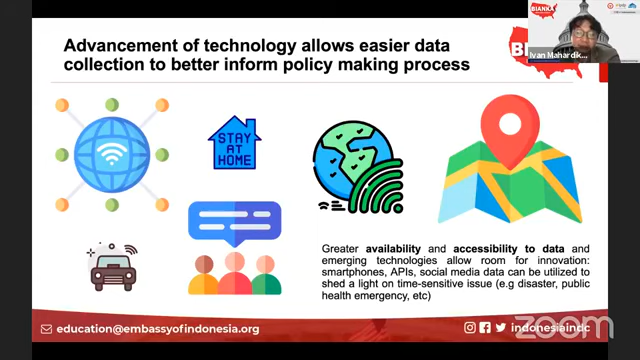 BIANKA
Advancement of technology allows easier data
collection to better inform policy making process
BI
Ivan Mahardik...
STAY
AT
HOME
Greater availability and accessibility to data and
emerging technologies allow room for innovation:
smartphones, APIs, social media data can be utilized to
shed a light on time-sensitive issue (e.g disaster, public
health emergency, etc)
education@embassyofindonesia.org
indonesiaindc
zoom